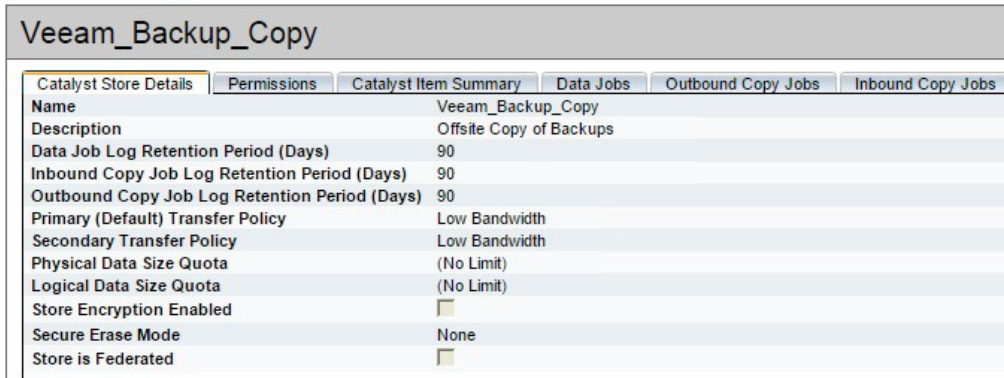 Veeam_Backup_Copy
Catalyst Store Details Permissions Catalyst Item Summary Data Jobs Outbound Copy Jobs Inbound Copy Jobs
Name Veeam_Backup_Copy
Description Offsite Copy of Backups
Data Job Log Retention Period (Days) 90
Inbound Copy Job Log Retention Period (Days) 90
Outbound Copy Job Log Retention Period (Days) 90
Primary (Default) Transfer Policy Low Bandwidth
Secondary Transfer Policy Low Bandwidth
Physical Data Size Quota (No Limit)
Logical Data Size Quota (No Limit)
Store Encryption Enabled
Secure Erase Mode None
Store is Federated